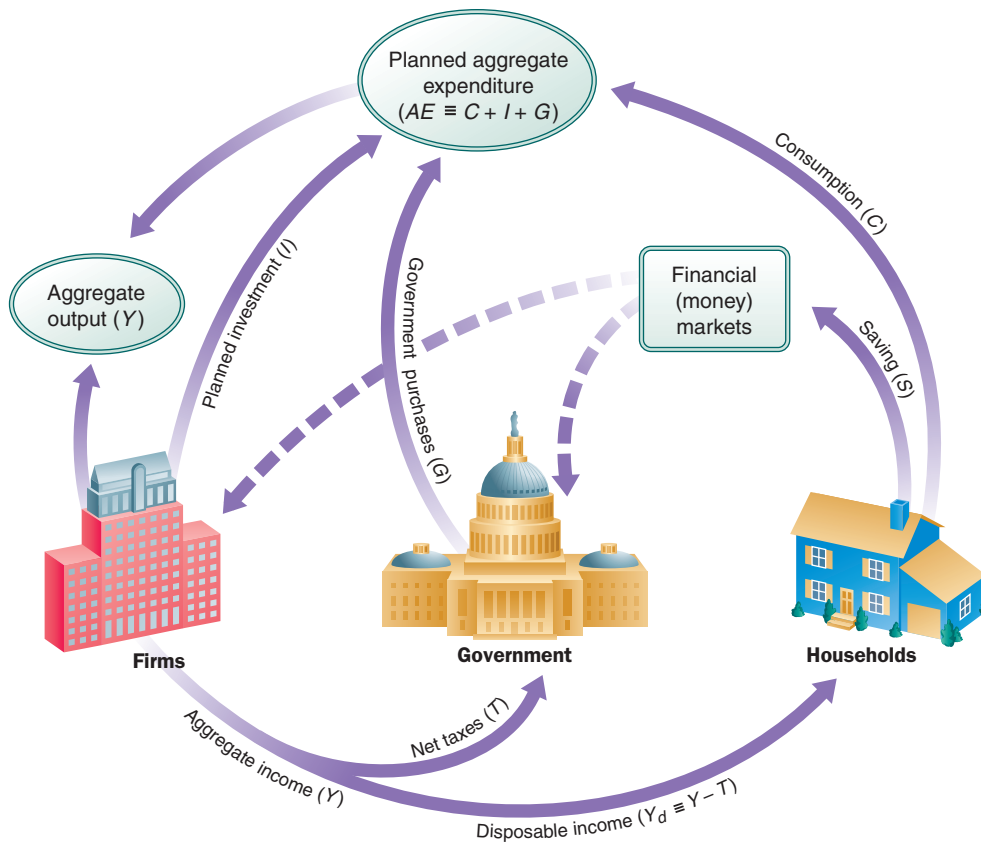 Planned aggregate
expenditure
(AE ≡ C + I + G)
Consumption (C)
Aggregate
output (Y)
Planned investment (I)
Government purchases (G)
Financial
(money)
markets
Saving (S)
Firms
Government
Households
Aggregate income (Y)
Net taxes (T)
Disposable income (Yd ≡ Y – T)